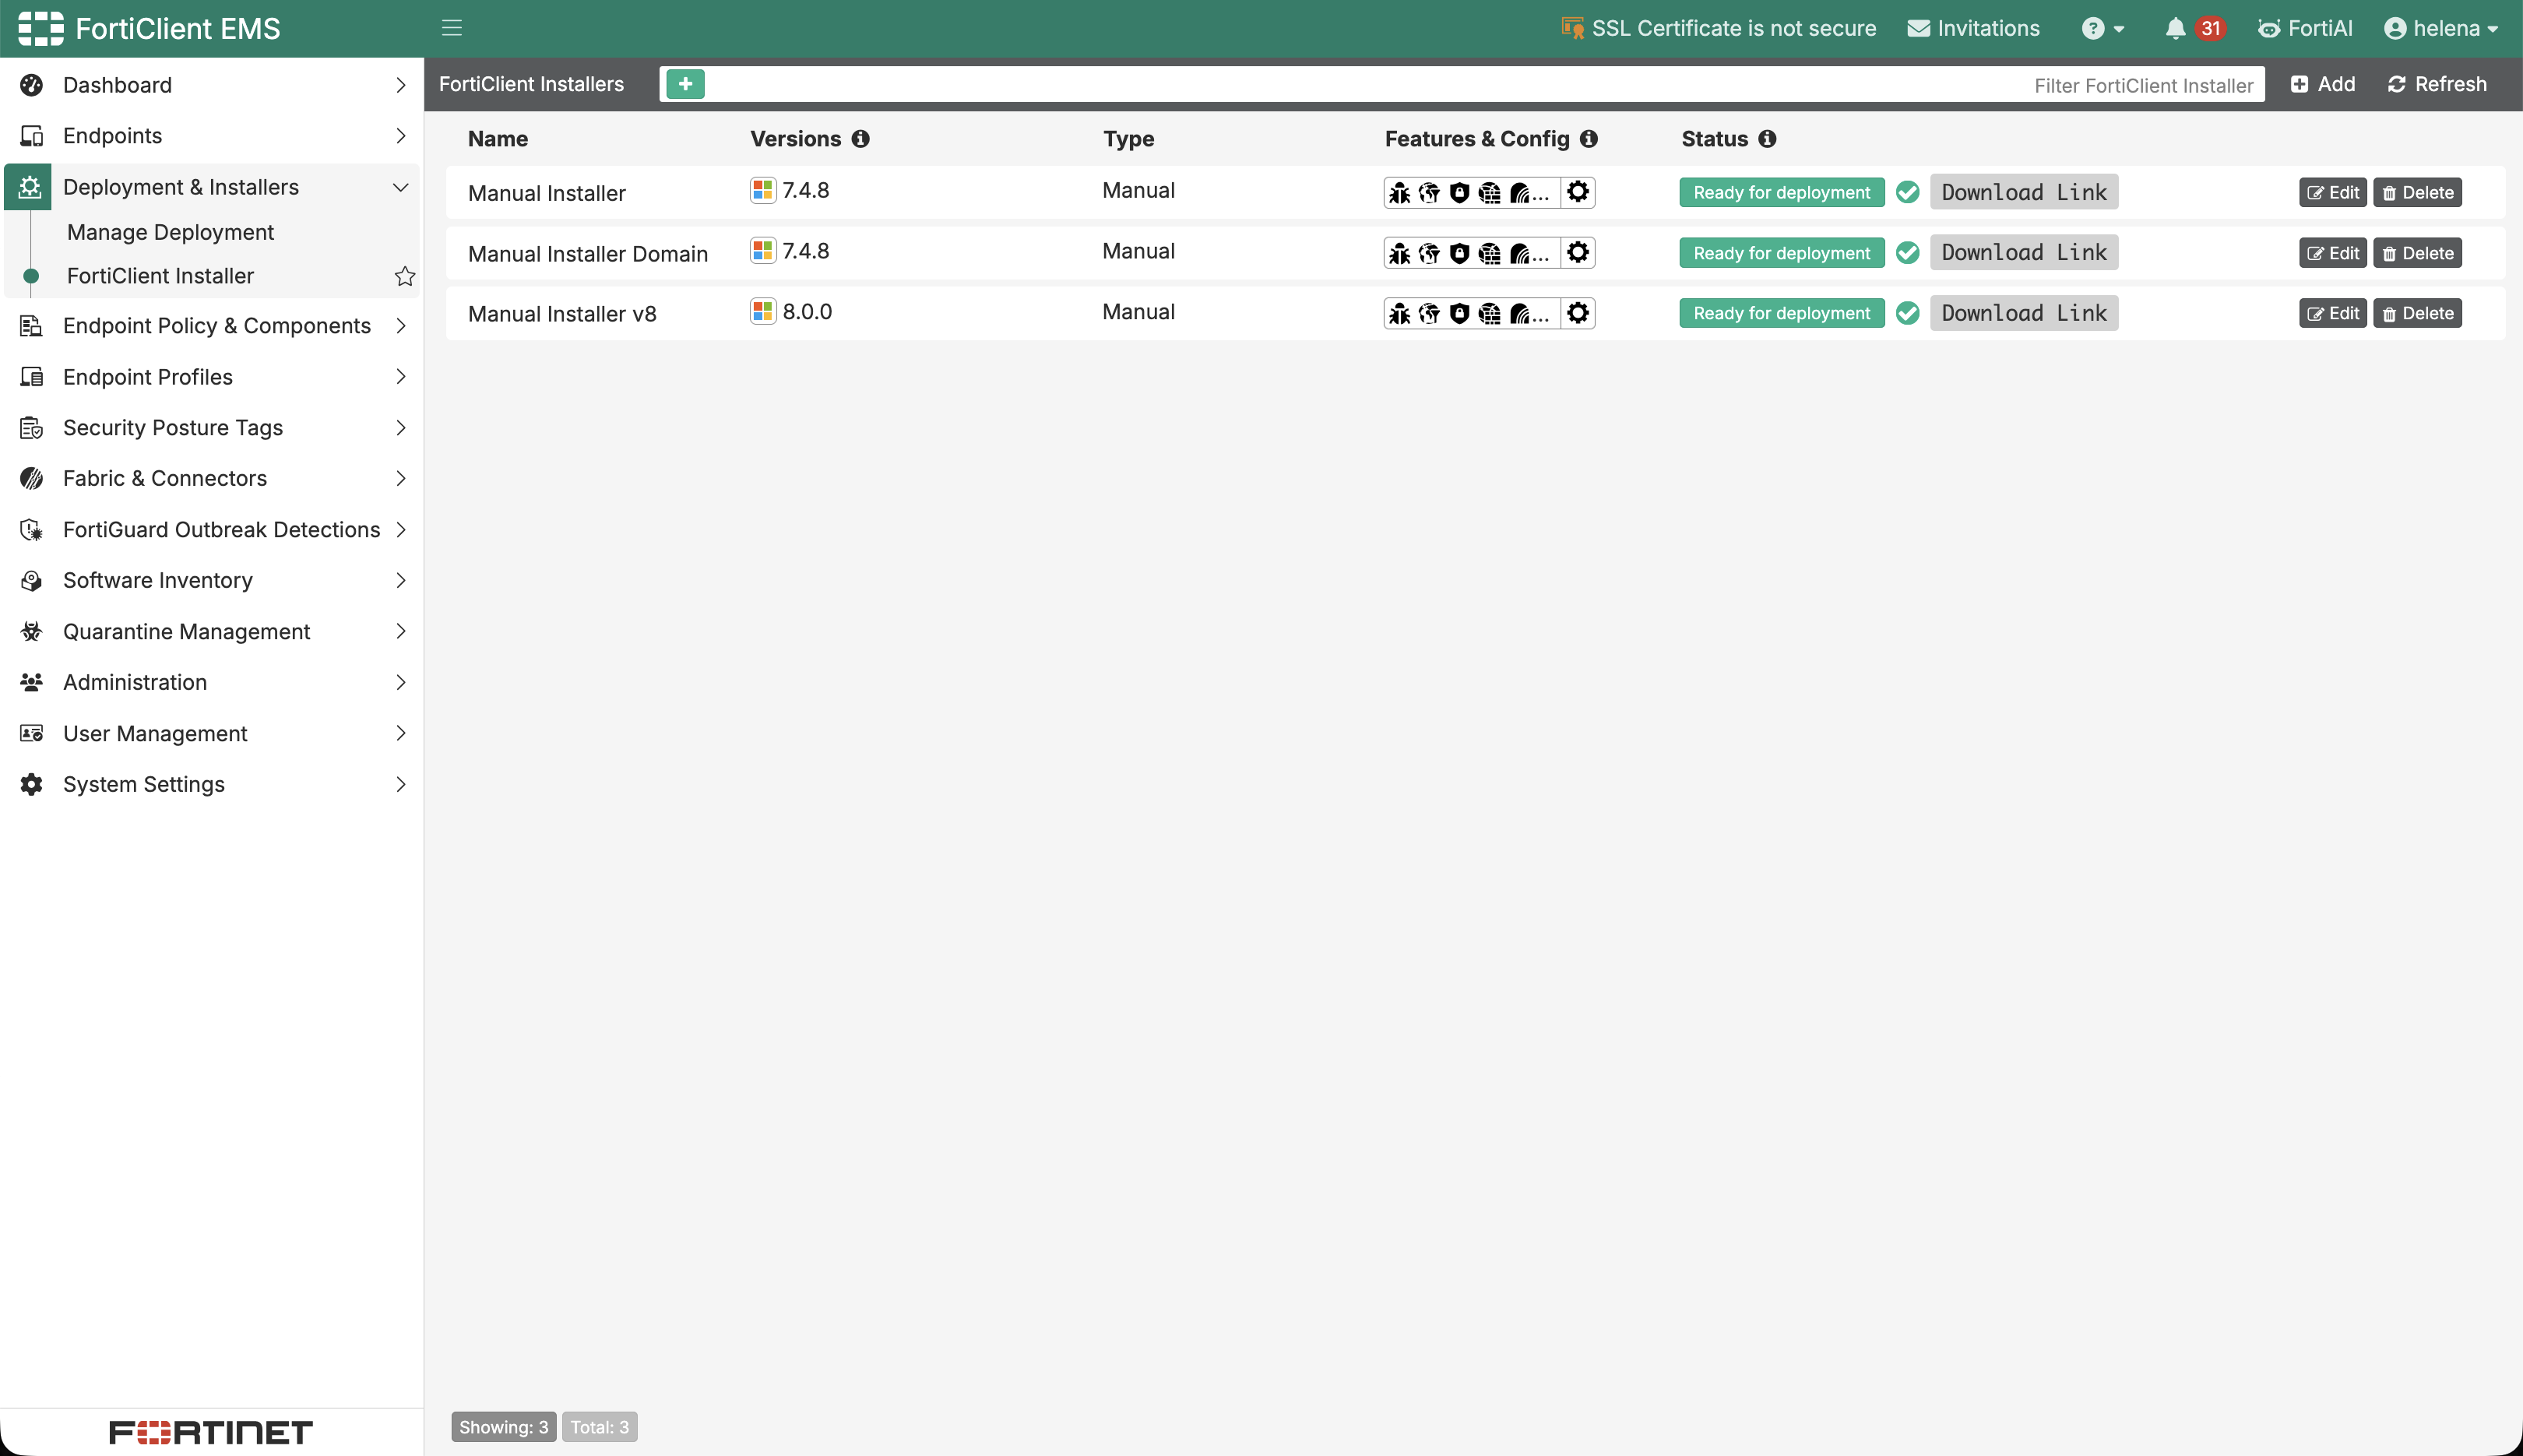 FortiClient EMS
SSL Certificate is not secure
Invitations
31
FortiAI
helena
Dashboard
Endpoints
Deployment & Installers
Manage Deployment
FortiClient Installer
Endpoint Policy & Components
Endpoint Profiles
Security Posture Tags
Fabric & Connectors
FortiGuard Outbreak Detections
Software Inventory
Quarantine Management
Administration
User Management
System Settings
FORTINET
FortiClient Installers
Filter FortiClient Installer
Add
Refresh
Name Versions Type Features & Config Status
Manual Installer 7.4.8 Manual ... Ready for deployment Download Link Edit Delete
Manual Installer Domain 7.4.8 Manual ... Ready for deployment Download Link Edit Delete
Manual Installer v8 8.0.0 Manual ... Ready for deployment Download Link Edit Delete
Showing: 3 Total: 3